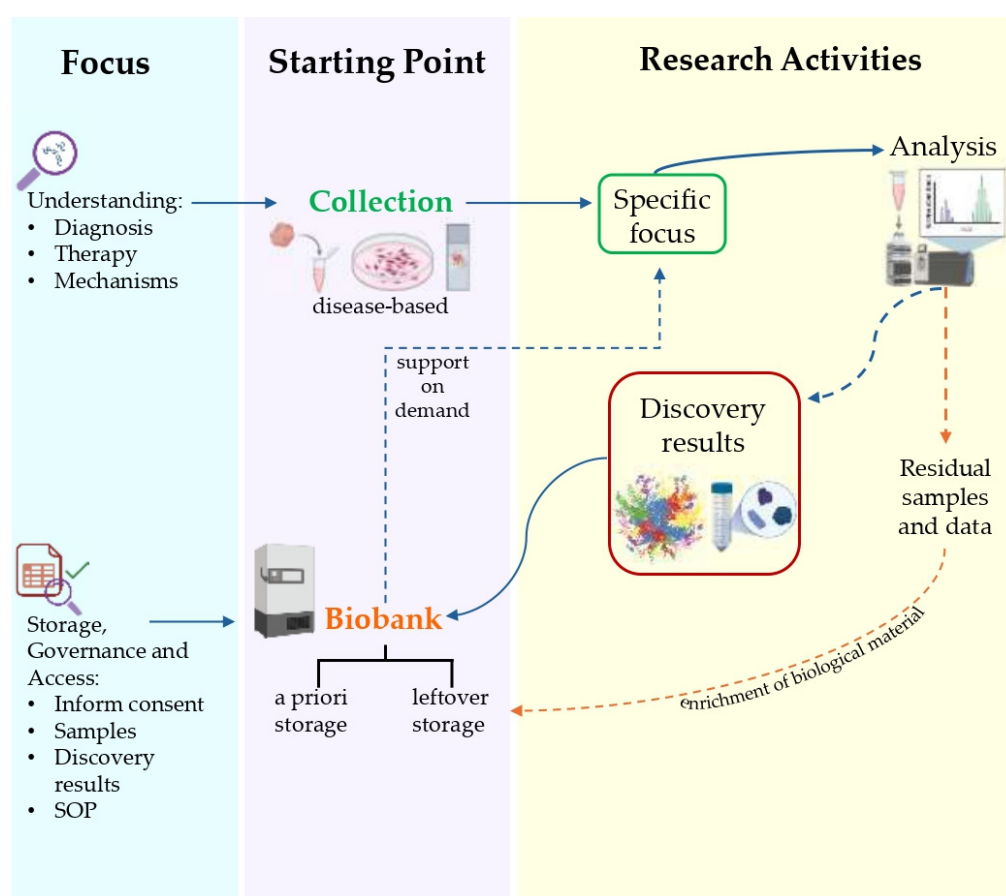 Focus
Starting Point
Research Activities
Understanding:
• Diagnosis
• Therapy
• Mechanisms
Collection
disease-based
Specific
focus
Analysis
support
on
demand
Discovery
results
Residual
samples
and data
Storage,
Governance and
Access:
• Inform consent
• Samples
• Discovery
results
• SOP
Biobank
a priori
storage
leftover
storage
enrichment of biological material